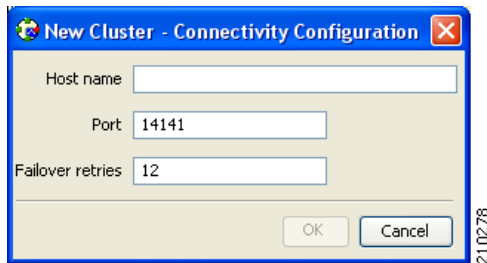 New Cluster - Connectivity Configuration
Host name
Port 14141
Failover retries 12
OK Cancel
210278